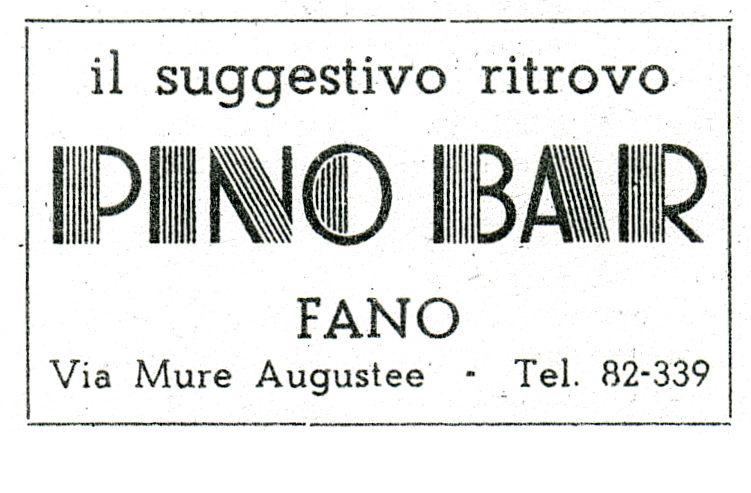 il suggestivo ritrovo
PINO BAR
FANO
Via Mure Augustee - Tel. 82-339